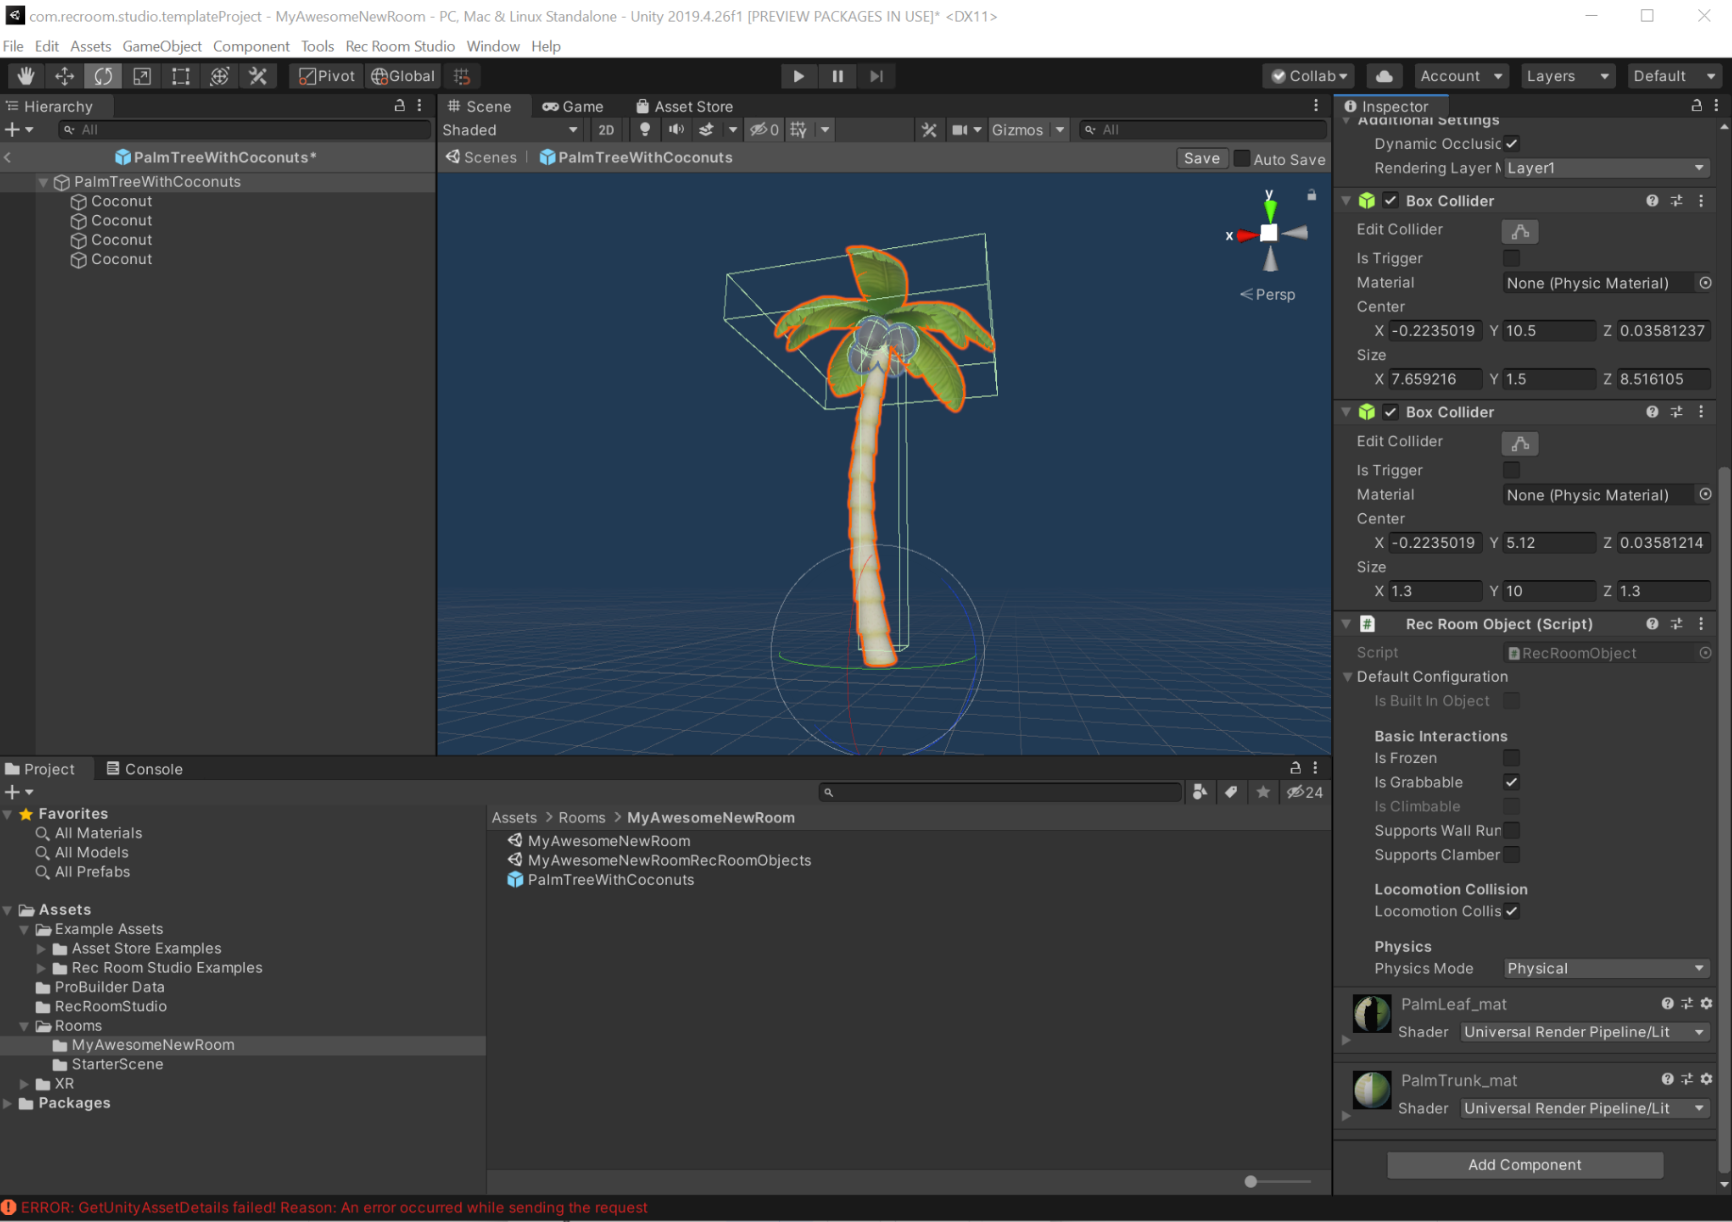 com.recroom.studio.templateProject - MyAwesomeNewRoom - PC, Mac & Linux Standalone - Unity 2019.4.26f1 [PREVIEW PACKAGES IN USE]* <DX11>
File Edit Assets GameObject Component Tools Rec Room Studio Window Help
Pivot Global Collab Account Layers Default
Hierarchy
All
PalmTreeWithCoconuts*
PalmTreeWithCoconuts
Coconut
Coconut
Coconut
Coconut
Scene Game Asset Store
Shaded 2D 0 Gizmos All
Scenes PalmTreeWithCoconuts Save Auto Save
y
x
Persp
Inspector
Additional Settings
Dynamic Occlusic
Rendering Layer M Layer1
Box Collider
Edit Collider
Is Trigger
Material None (Physic Material)
Center
X -0.2235019 Y 10.5 Z 0.03581237
Size
X 7.659216 Y 1.5 Z 8.516105
Box Collider
Edit Collider
Is Trigger
Material None (Physic Material)
Center
X -0.2235019 Y 5.12 Z 0.03581214
Size
X 1.3 Y 10 Z 1.3
# Rec Room Object (Script)
Script RecRoomObject
Default Configuration
Is Built In Object
Basic Interactions
Is Frozen
Is Grabbable
Is Climbable
Supports Wall Run
Supports Clamber
Locomotion Collision
Locomotion Collis
Physics
Physics Mode Physical
PalmLeaf_mat
Shader Universal Render Pipeline/Lit
PalmTrunk_mat
Shader Universal Render Pipeline/Lit
Add Component
Project Console
24
Favorites
All Materials
All Models
All Prefabs
Assets
Example Assets
Asset Store Examples
Rec Room Studio Examples
ProBuilder Data
RecRoomStudio
Rooms
MyAwesomeNewRoom
StarterScene
XR
Packages
Assets > Rooms > MyAwesomeNewRoom
MyAwesomeNewRoom
MyAwesomeNewRoomRecRoomObjects
PalmTreeWithCoconuts
ERROR: GetUnityAssetDetails failed! Reason: An error occurred while sending the request